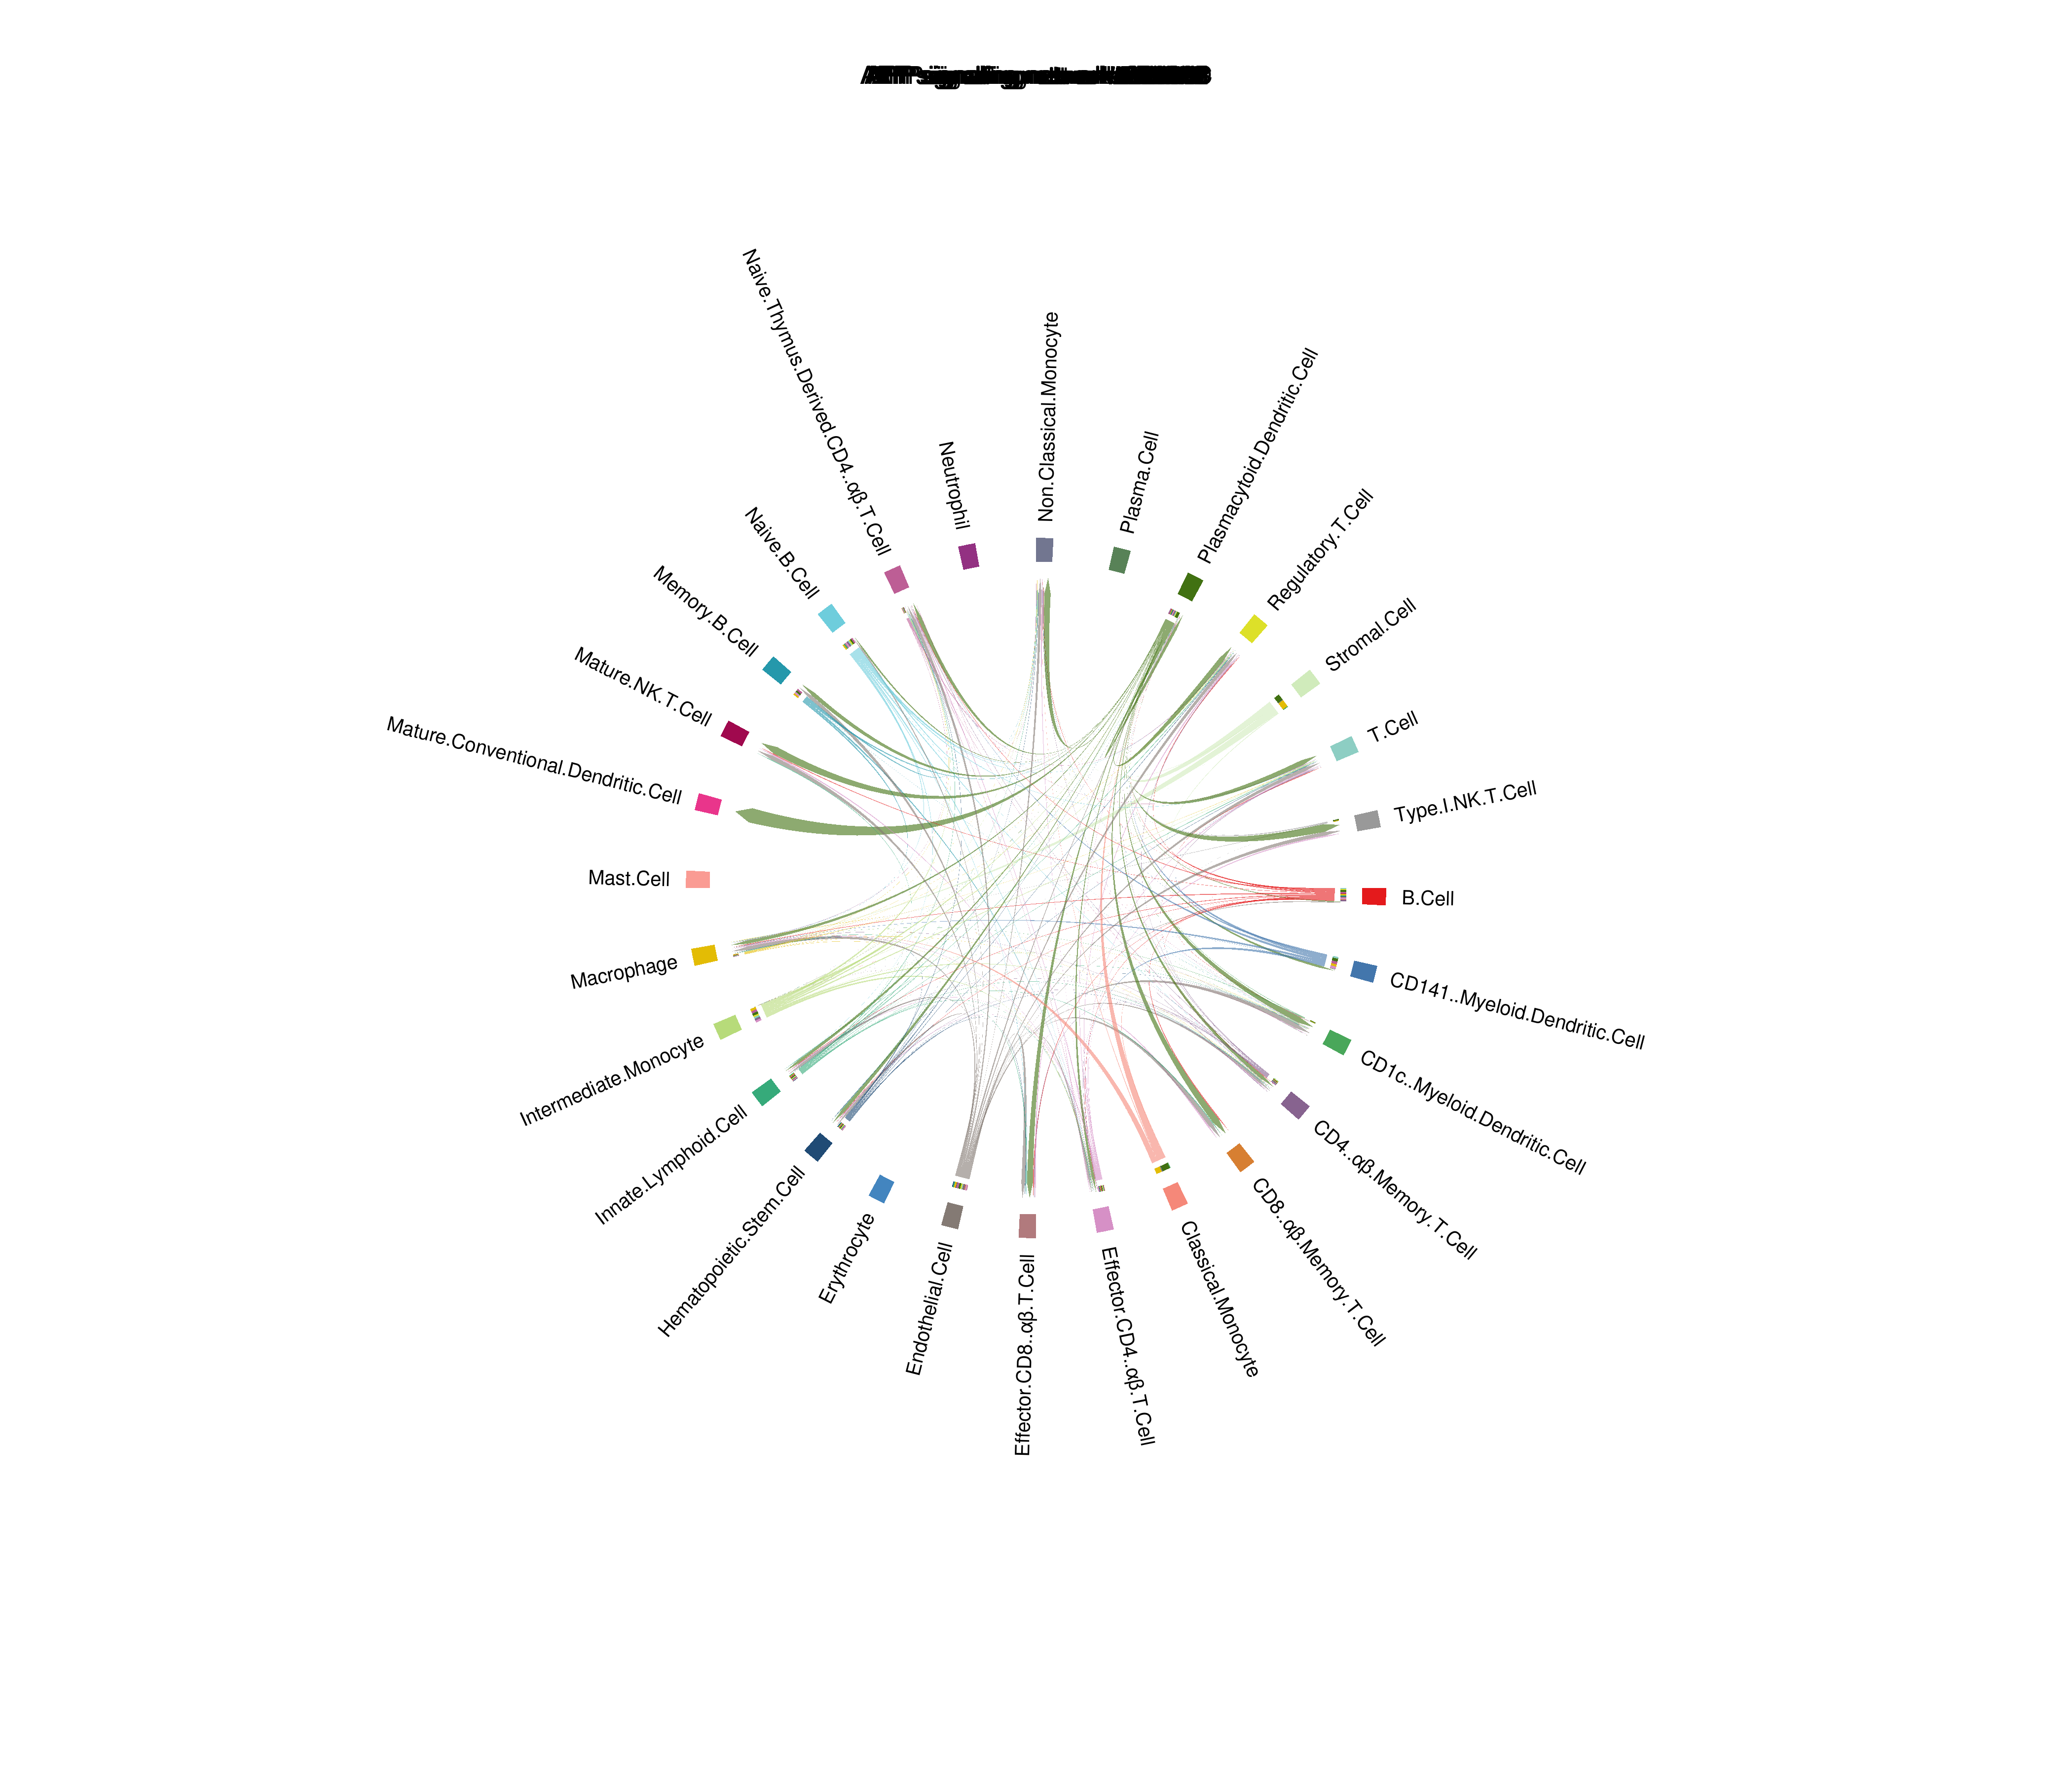 Non.Classical.Monocyte
Plasma.Cell
Plasmacytoid.Dendritic.Cell
Regulatory.T.Cell
Stromal.Cell
T.Cell
Type.I.NK.T.Cell
B.Cell
CD141..Myeloid.Dendritic.Cell
CD1c..Myeloid.Dendritic.Cell
CD4..αβ.Memory.T.Cell
CD8..αβ.Memory.T.Cell
Classical.Monocyte
Effector.CD4..αβ.T.Cell
Effector.CD8..αβ.T.Cell
Endothelial.Cell
Erythrocyte
Hematopoietic.Stem.Cell
Innate.Lymphoid.Cell
Intermediate.Monocyte
Macrophage
Mast.Cell
Mature.Conventional.Dendritic.Cell
Mature.NK.T.Cell
Memory.B.Cell
Naive.B.Cell
Naive.Thymus.Derived.CD4..αβ.T.Cell
Neutrophil